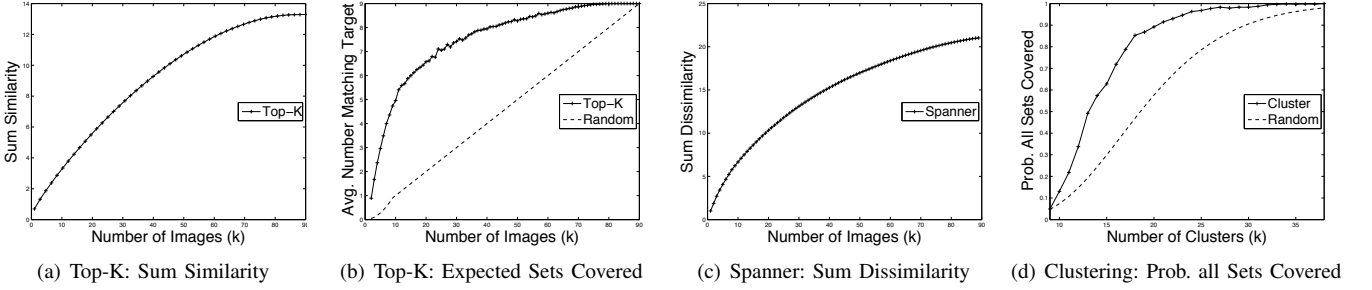 14
12
10
8
6
4
2
0
0 10 20 30 40 50 60 70 80 90
Sum Similarity
Number of Images (k)
Top-K
(a) Top-K: Sum Similarity
9
8
7
6
5
4
3
2
1
0
0 10 20 30 40 50 60 70 80 90
Avg. Number Matching Target
Number of Images (k)
Top-K
Random
(b) Top-K: Expected Sets Covered
25
20
15
10
5
0
0 10 20 30 40 50 60 70 80 90
Sum Dissimilarity
Number of Images (k)
Spanner
(c) Spanner: Sum Dissimilarity
1
0.9
0.8
0.7
0.6
0.5
0.4
0.3
0.2
0.1
0
10 15 20 25 30 35
Prob. All Sets Covered
Number of Clusters (k)
Cluster
Random
(d) Clustering: Prob. all Sets Covered